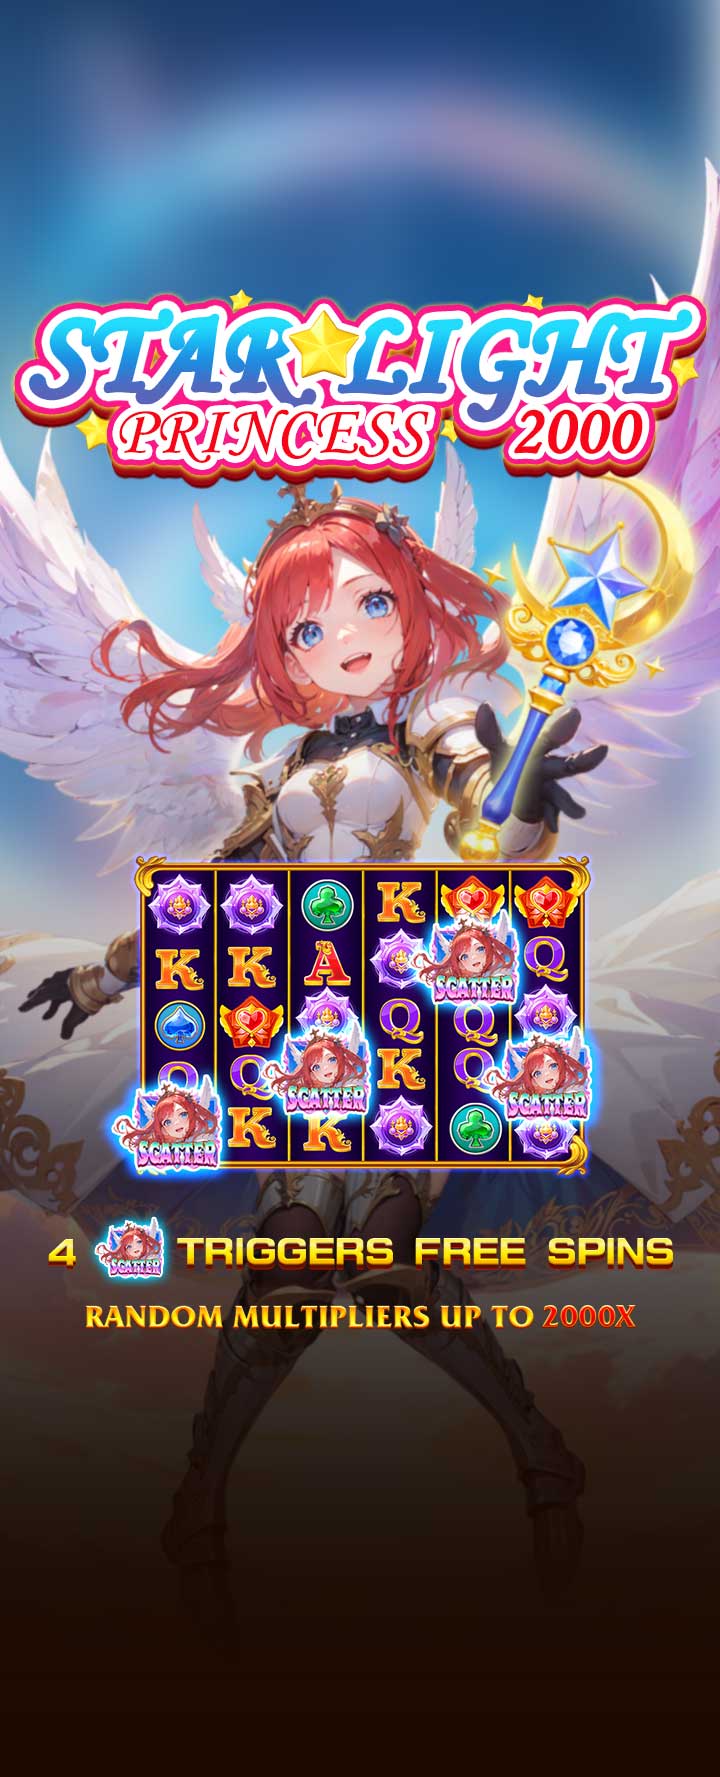 STAR LIGHT
PRINCESS 2000
K
K K A
Q
SCATTER
Q Q
Q Q
SCATTER
K
SCATTER
SCATTER
K K
4 SCATTER TRIGGERS FREE SPINS
RANDOM MULTIPLIERS UP TO 2000X